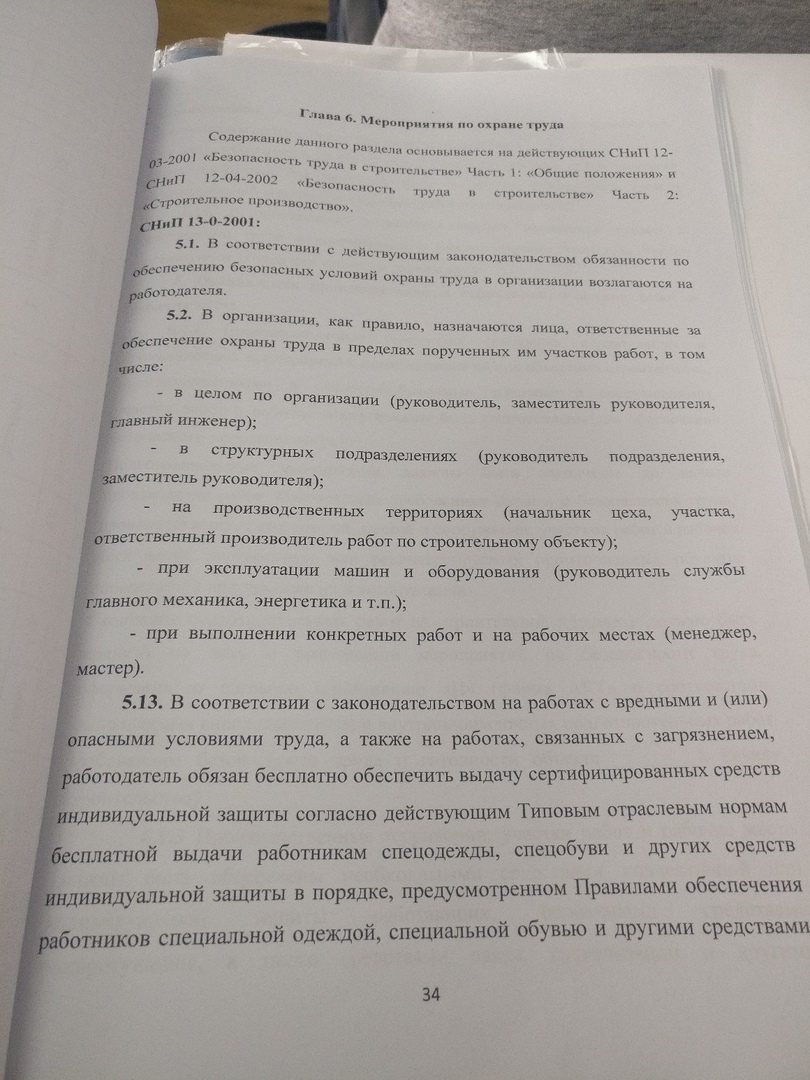 Глава 6. Мероприятия по охране труда
Содержание данного раздела основывается на действующих СНиП 12-
03-2001 «Безопасность труда в строительстве» Часть 1: «Общие положения» и
СНиП 12-04-2002 «Безопасность труда в строительстве» Часть 2:
«Строительное производство».
СНиП 13-0-2001:
5.1. В соответствии с действующим законодательством обязанности по
обеспечению безопасных условий охраны труда в организации возлагаются на
работодателя.
5.2. В организации, как правило, назначаются лица, ответственные за
обеспечение охраны труда в пределах порученных им участков работ, в том
числе:
- в целом по организации (руководитель, заместитель руководителя,
главный инженер);
- в структурных подразделениях (руководитель подразделения,
заместитель руководителя);
- на производственных территориях (начальник цеха, участка,
ответственный производитель работ по строительному объекту);
- при эксплуатации машин и оборудования (руководитель службы
главного механика, энергетика и т.п.);
- при выполнении конкретных работ и на рабочих местах (менеджер,
мастер).
5.13. В соответствии с законодательством на работах с вредными и (или)
опасными условиями труда, а также на работах, связанных с загрязнением,
работодатель обязан бесплатно обеспечить выдачу сертифицированных средств
индивидуальной защиты согласно действующим Типовым отраслевым нормам
бесплатной выдачи работникам спецодежды, спецобуви и других средств
индивидуальной защиты в порядке, предусмотренном Правилами обеспечения
работников специальной одеждой, специальной обувью и другими средствами
34